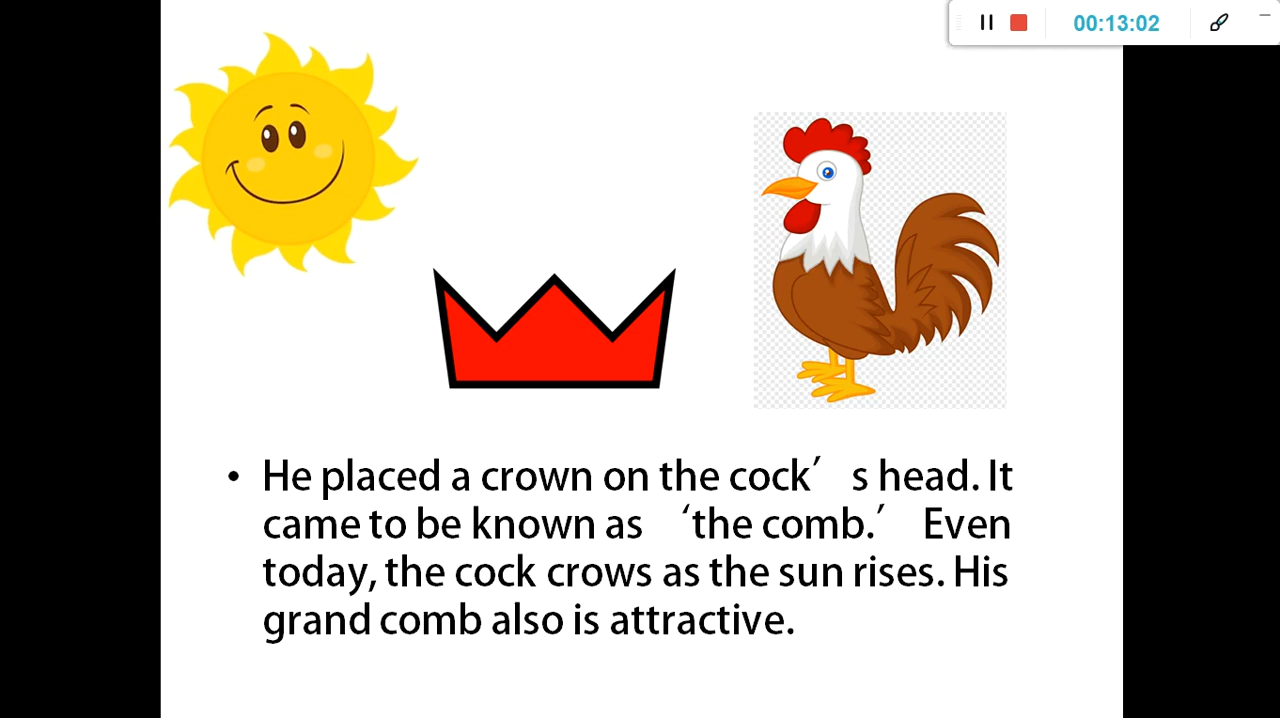 00:13:02
• He placed a crown on the cock′ s head. It
came to be known as ‘the comb.′ Even
today, the cock crows as the sun rises. His
grand comb also is attractive.